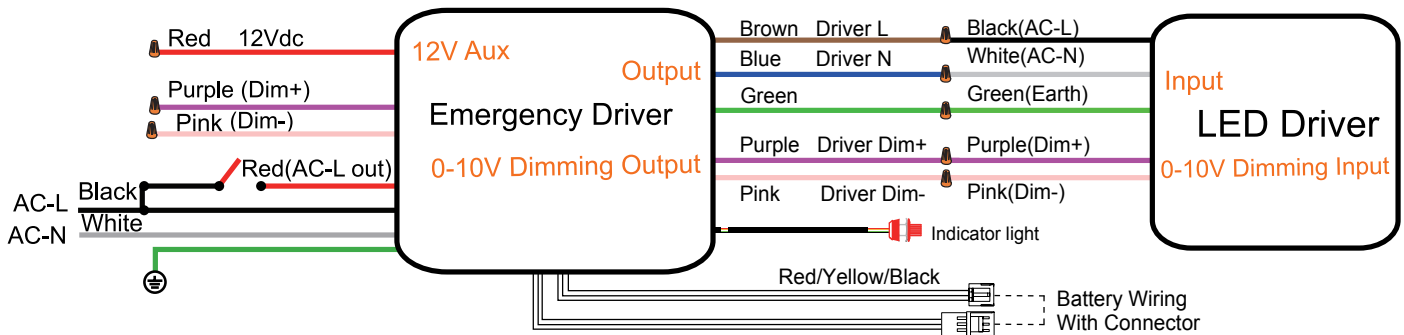 Red 12Vdc
Purple (Dim+)
Pink (Dim-)
Red(AC-L out)
Black
AC-L
White
AC-N
12V Aux
Output
Emergency Driver
0-10V Dimming Output
Brown Driver L
Blue Driver N
Green
Purple Driver Dim+
Pink Driver Dim-
Black(AC-L)
White(AC-N)
Green(Earth)
Purple(Dim+)
Pink(Dim-)
Input
LED Driver
0-10V Dimming Input
Indicator light
Red/Yellow/Black
Battery Wiring
With Connector